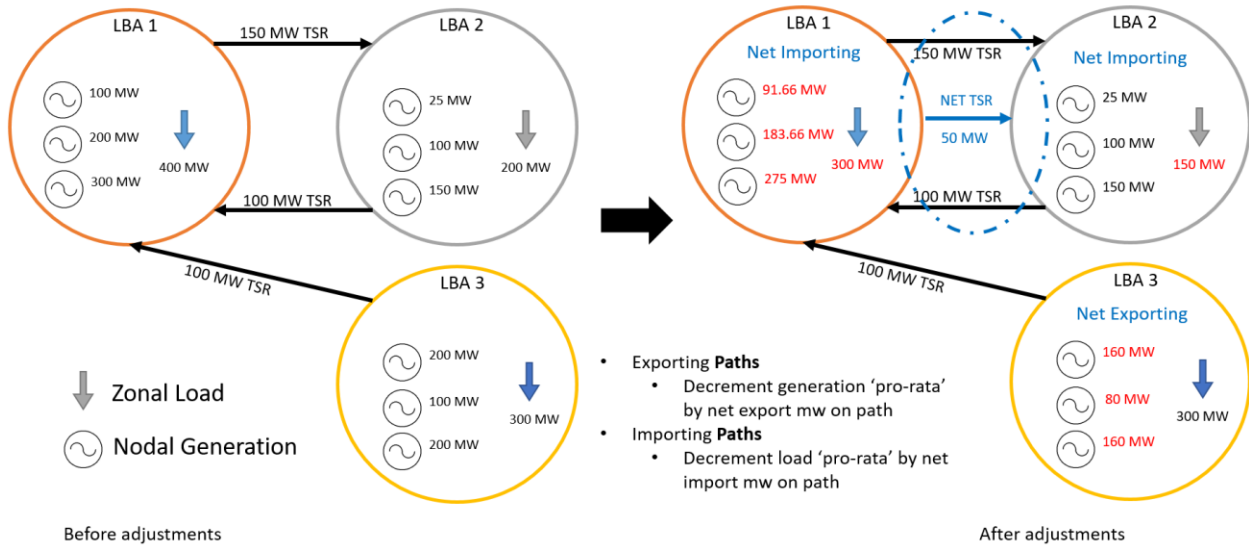 LBA 1
150 MW TSR
LBA 2
100 MW
200 MW
300 MW
400 MW
25 MW
100 MW
150 MW
200 MW
100 MW TSR
100 MW TSR
LBA 3
200 MW
100 MW
200 MW
300 MW
Zonal Load
Nodal Generation
Before adjustments
LBA 1
Net Importing
150 MW TSR
LBA 2
Net Importing
91.66 MW
183.66 MW
275 MW
300 MW
NET TSR
50 MW
25 MW
100 MW
150 MW
150 MW
100 MW TSR
100 MW TSR
LBA 3
Net Exporting
160 MW
80 MW
160 MW
300 MW
• Exporting Paths
• Decrement generation ‘pro-rata’
by net export mw on path
• Importing Paths
• Decrement load ‘pro-rata’ by net
import mw on path
After adjustments